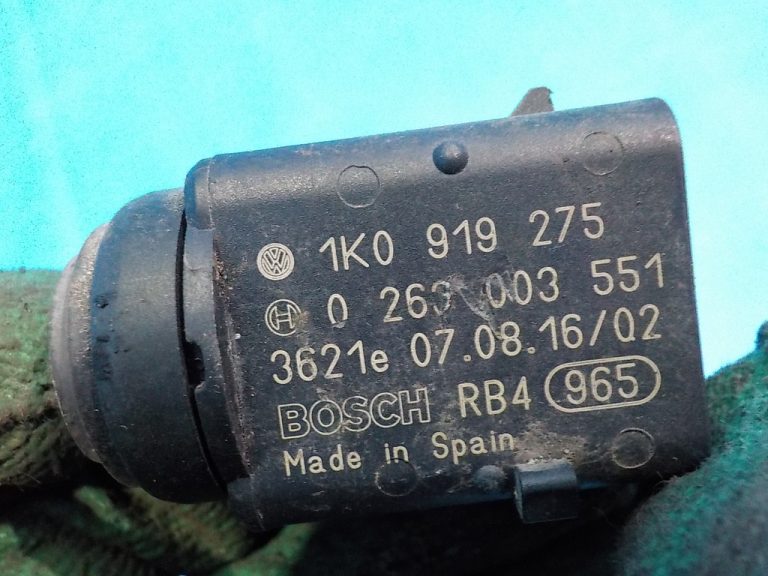 1K0 919 275
0 263 003 551
3621e 07.08.16/02
BOSCH RB4 965
Made in Spain